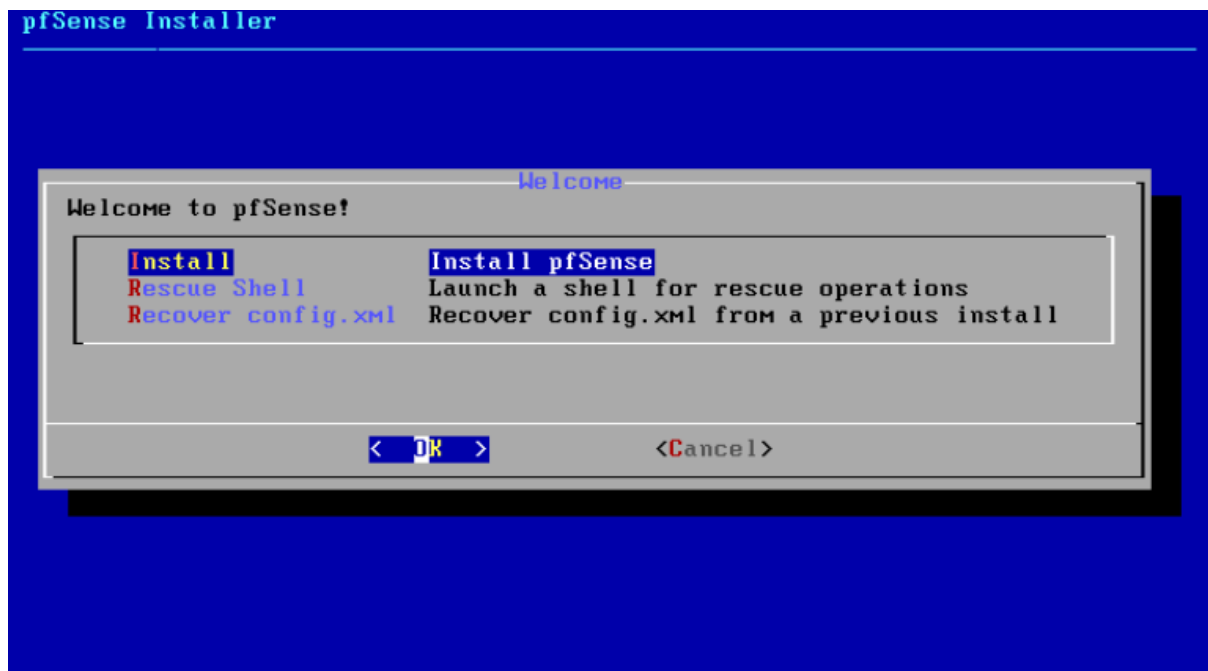 pfSense Installer
Welcome
Welcome to pfSense!
Install Install pfSense
Rescue Shell Launch a shell for rescue operations
Recover config.xml Recover config.xml from a previous install
< OK > <Cancel>